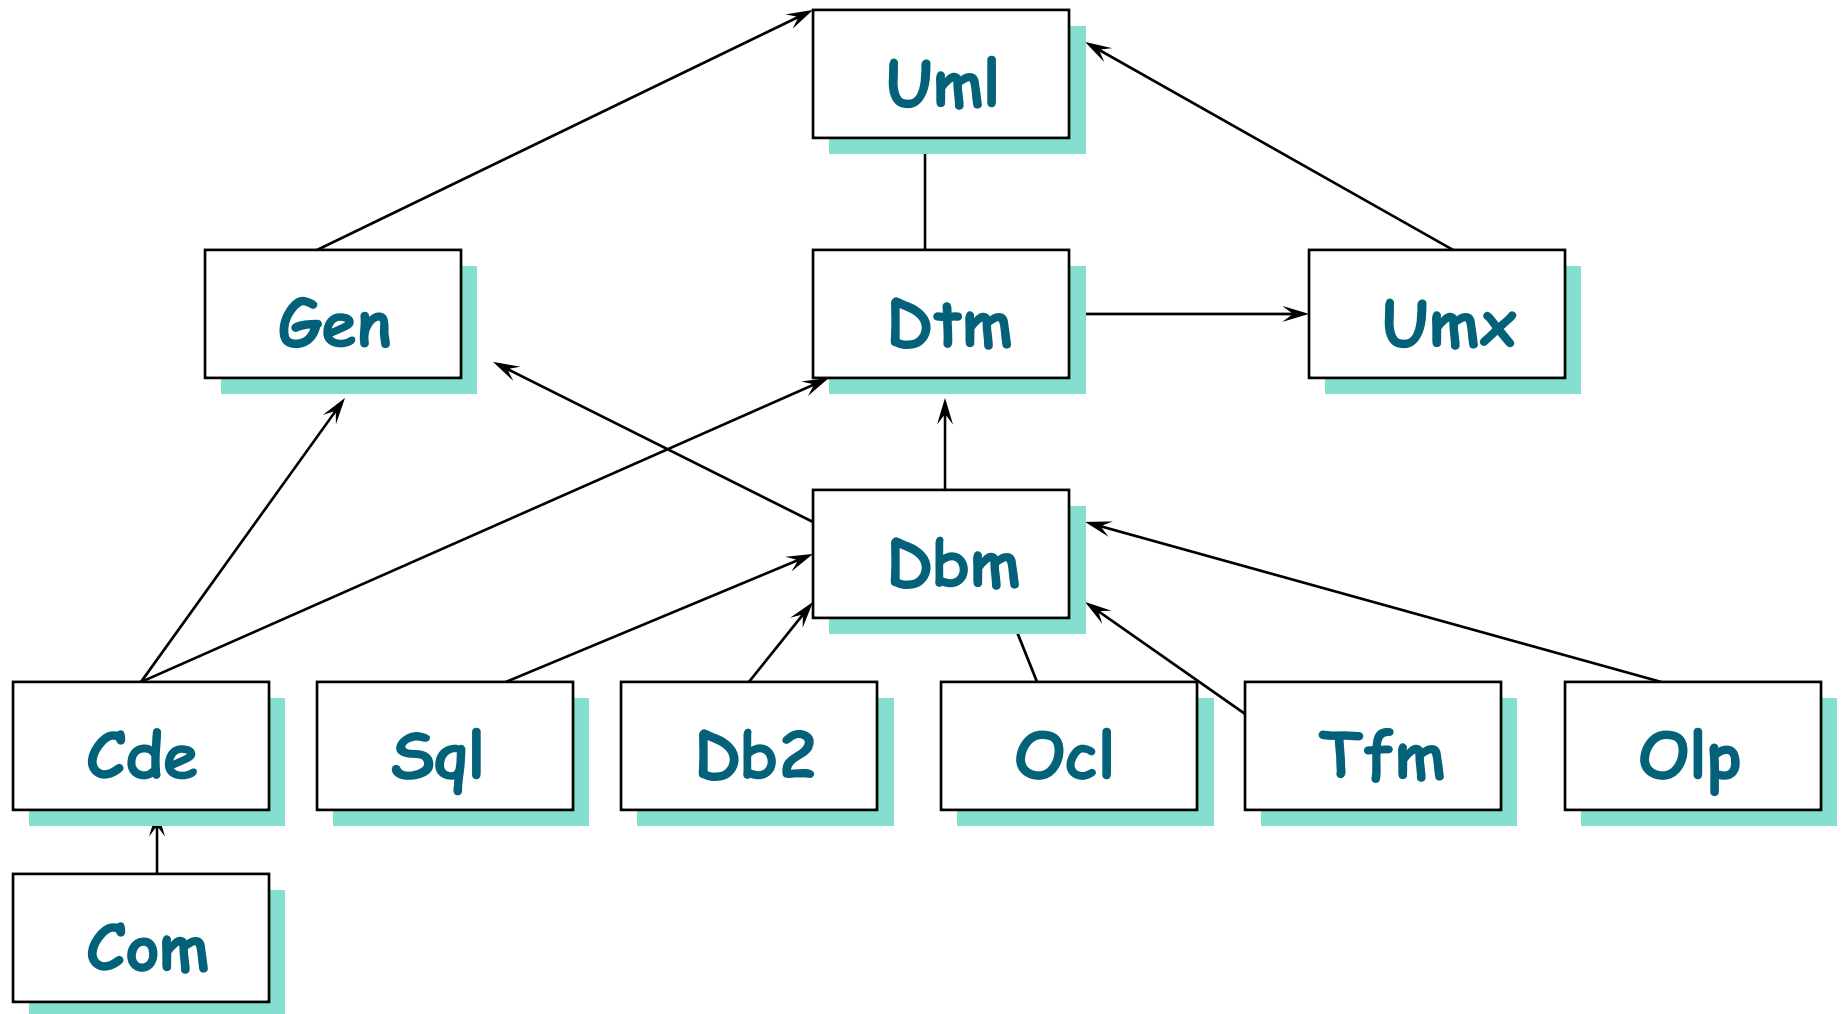 Uml
Gen
Dtm
Umx
Dbm
Cde
Sql
Db2
Ocl
Tfm
Olp
Com